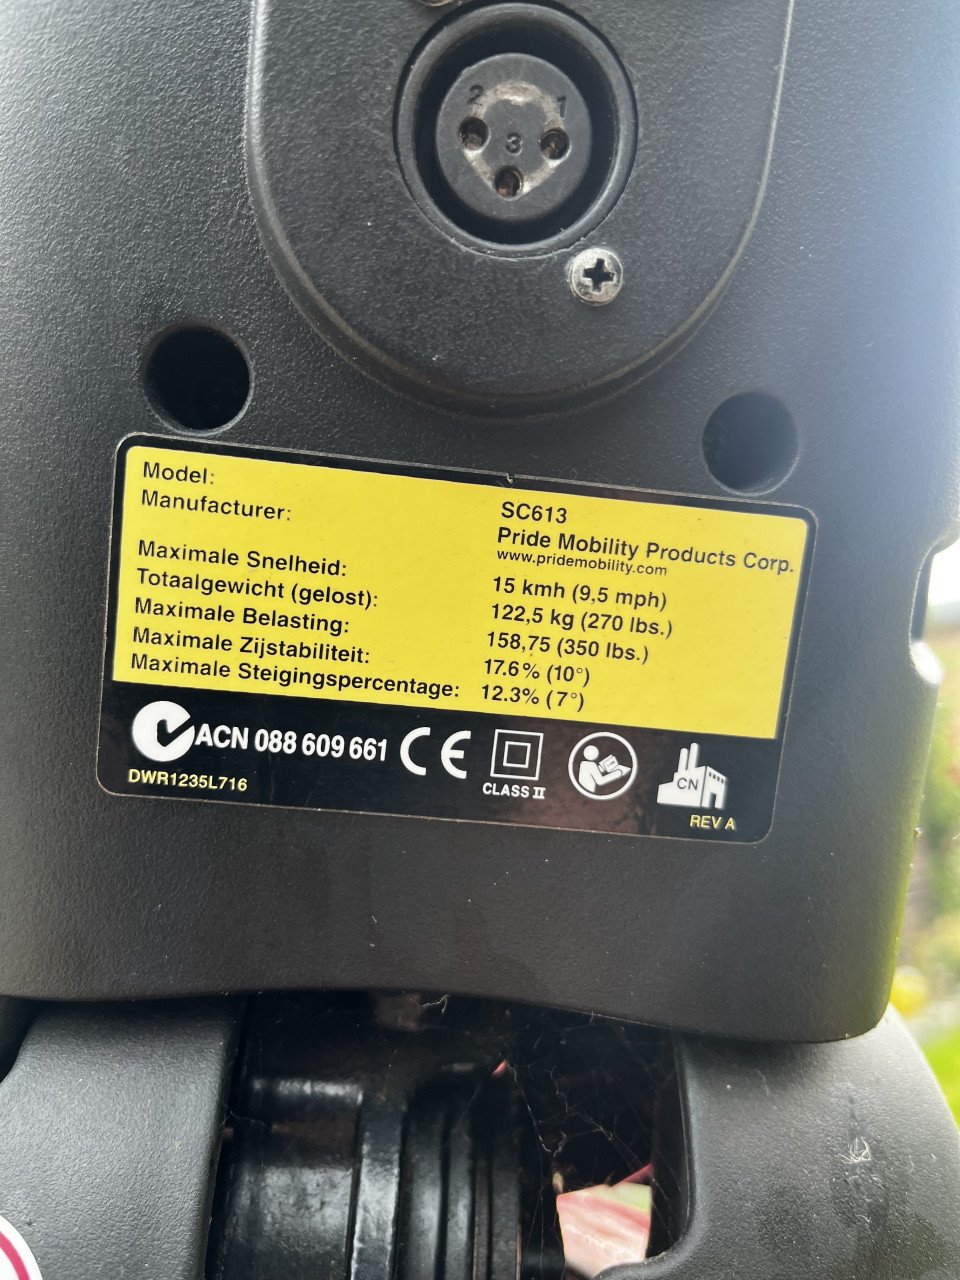 2 1
3
Model: SC613
Manufacturer: Pride Mobility Products Corp.
www.pridemobility.com
Maximale Snelheid: 15 kmh (9,5 mph)
Totaalgewicht (gelost): 122,5 kg (270 lbs.)
Maximale Belasting: 158,75 (350 lbs.)
Maximale Zijstabiliteit: 17.6% (10°)
Maximale Steigingspercentage: 12.3% (7°)
ACN 088 609 661 CE
CLASS II
CN
DWR1235L716
REV A